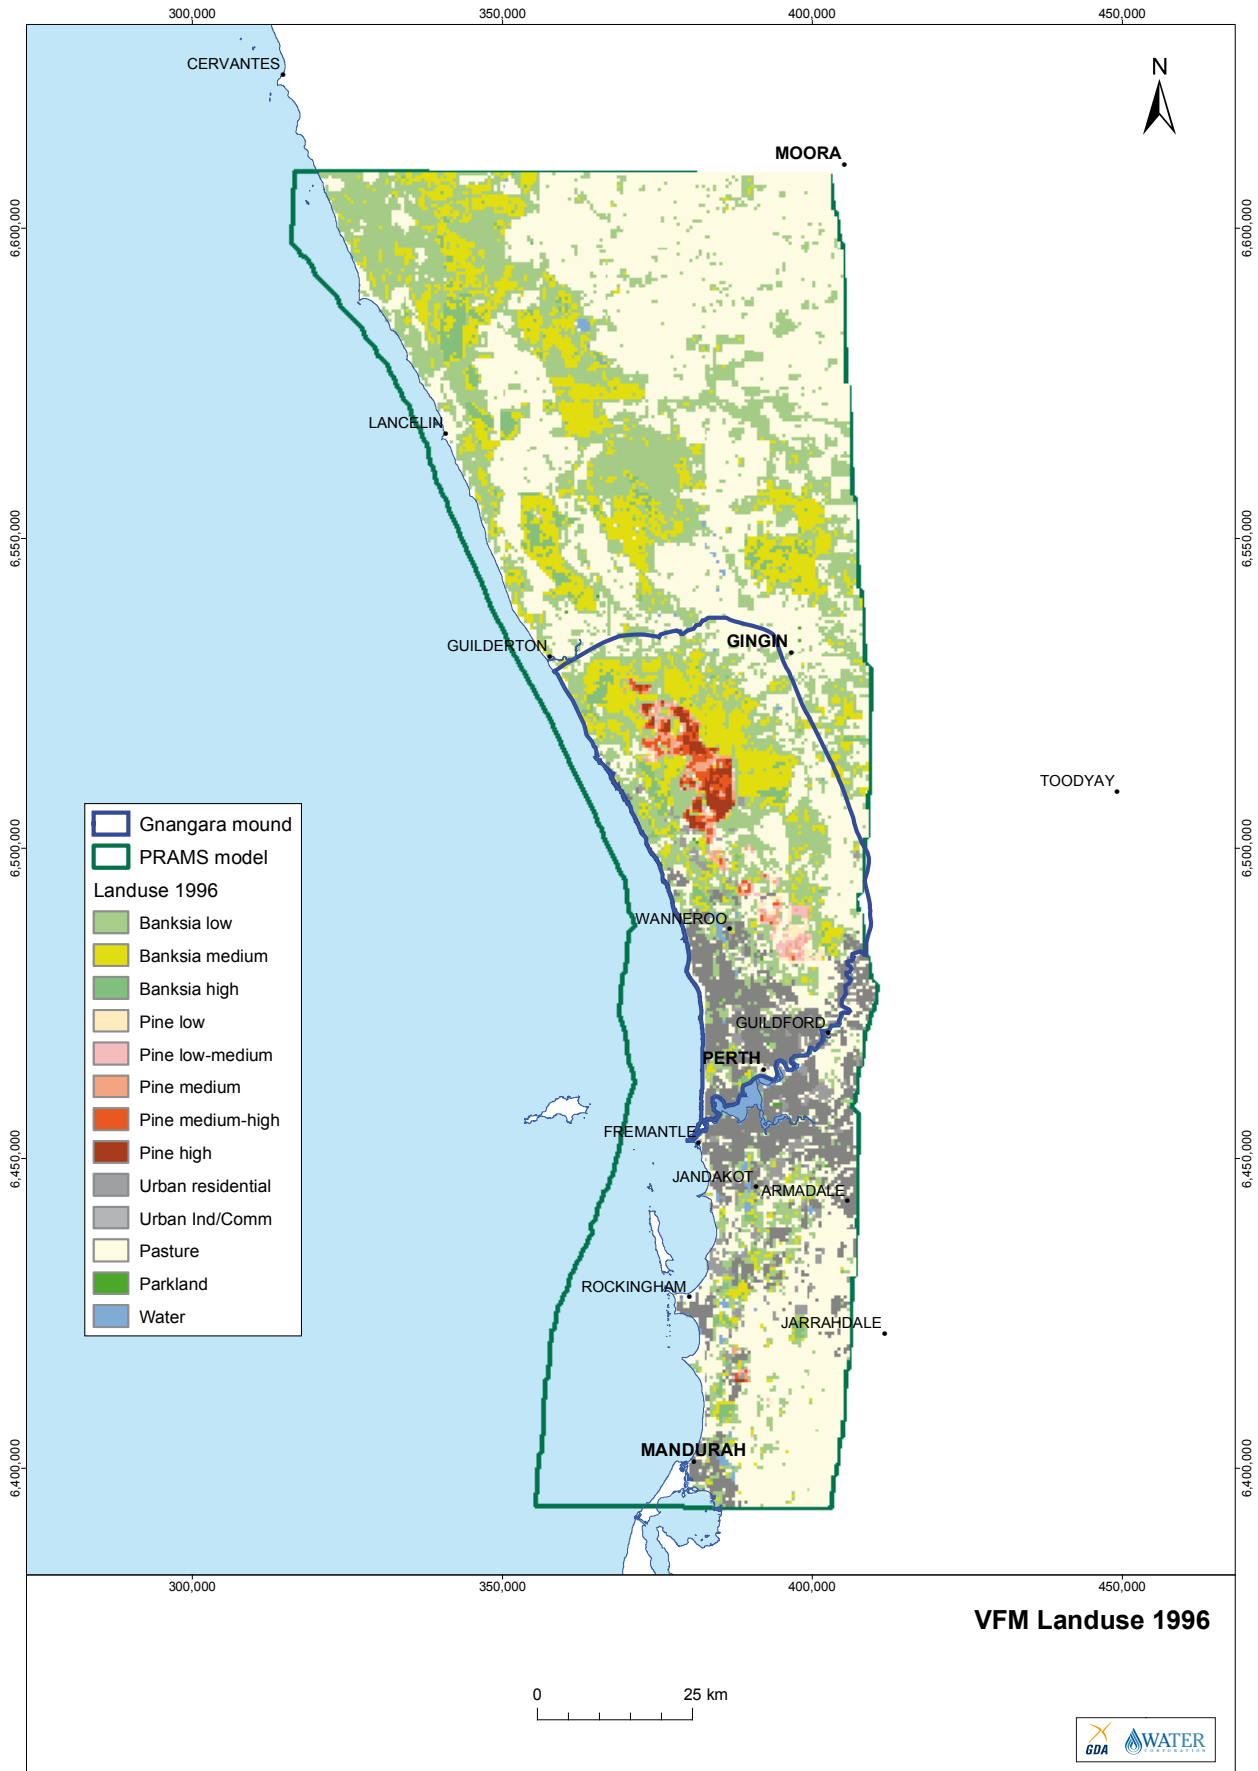 300,000
350,000
400,000
450,000
CERVANTES
N
MOORA
6,600,000
6,600,000
LANCELIN
6,550,000
6,550,000
GUILDERTON
GINGIN
TOODYAY
Gnangara mound
PRAMS model
Landuse 1996
Banksia low
Banksia medium
Banksia high
Pine low
Pine low-medium
Pine medium
Pine medium-high
Pine high
Urban residential
Urban Ind/Comm
Pasture
Parkland
Water
6,500,000
6,500,000
WANNEROO
GUILDFORD
PERTH
FREMANTLE
6,450,000
6,450,000
JANDAKOT
ARMADALE
ROCKINGHAM
JARRAHDALE
MANDURAH
6,400,000
6,400,000
300,000
350,000
400,000
450,000
VFM Landuse 1996
0
25 km
GDA
WATER
CORPORATION